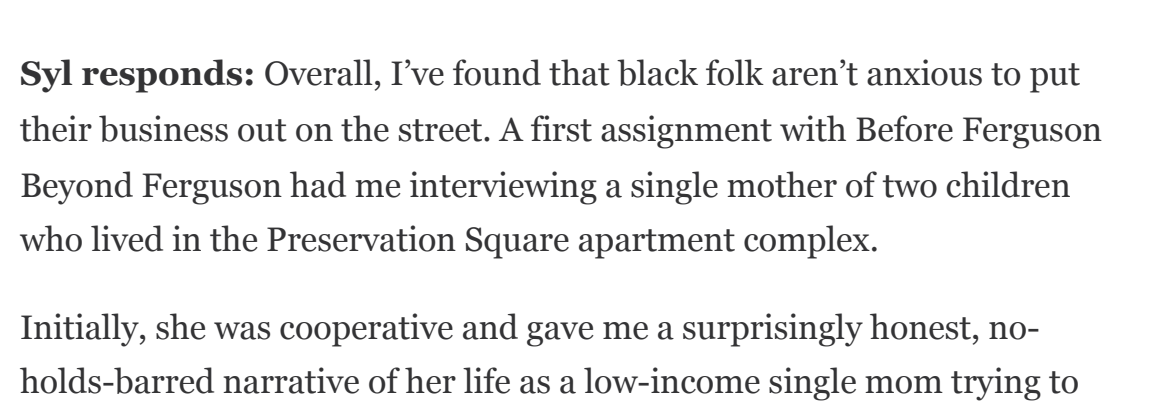 Syl responds: Overall, I’ve found that black folk aren’t anxious to put
their business out on the street. A first assignment with Before Ferguson
Beyond Ferguson had me interviewing a single mother of two children
who lived in the Preservation Square apartment complex.
Initially, she was cooperative and gave me a surprisingly honest, no-
holds-barred narrative of her life as a low-income single mom trying to